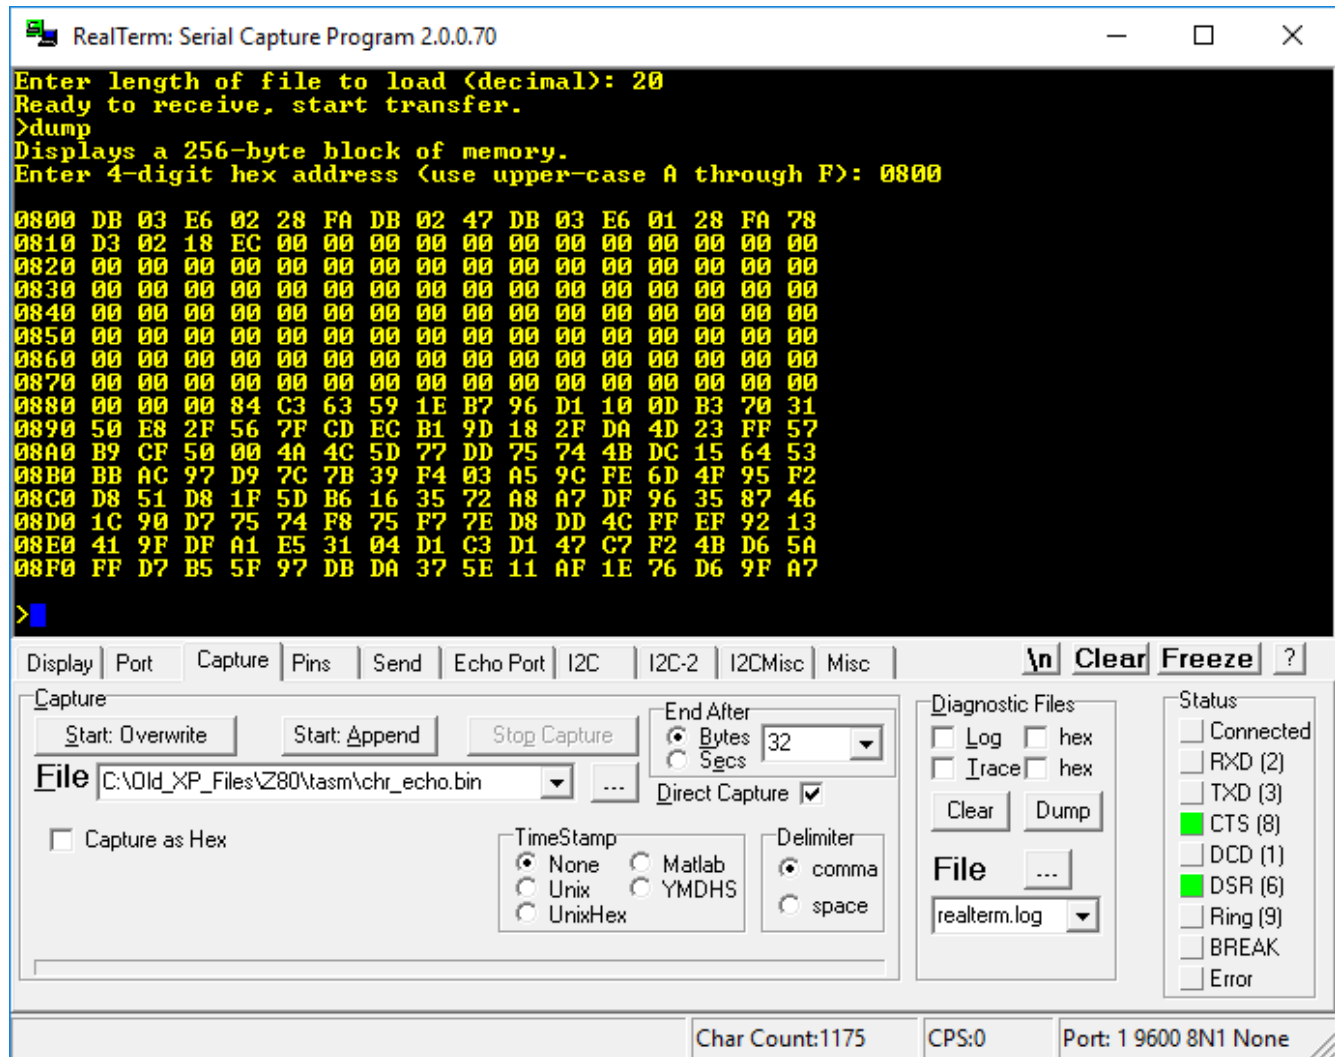 RealTerm: Serial Capture Program 2.0.0.70
Enter length of file to load (decimal): 20
Ready to receive, start transfer.
>dump
Displays a 256-byte block of memory.
Enter 4-digit hex address (use upper-case A through F): 0800
0800 DB 03 E6 02 28 FA DB 02 47 DB 03 E6 01 28 FA 78
0810 D3 02 18 EC 00 00 00 00 00 00 00 00 00 00 00 00
0820 00 00 00 00 00 00 00 00 00 00 00 00 00 00 00 00
0830 00 00 00 00 00 00 00 00 00 00 00 00 00 00 00 00
0840 00 00 00 00 00 00 00 00 00 00 00 00 00 00 00 00
0850 00 00 00 00 00 00 00 00 00 00 00 00 00 00 00 00
0860 00 00 00 00 00 00 00 00 00 00 00 00 00 00 00 00
0870 00 00 00 00 00 00 00 00 00 00 00 00 00 00 00 00
0880 00 00 00 84 C3 63 59 1E B7 96 D1 10 0D B3 70 31
0890 50 E8 2F 56 7F CD EC B1 9D 18 2F DA 4D 23 FF 57
08A0 B9 CF 50 00 4A 4C 5D 77 DD 75 74 4B DC 15 64 53
08B0 BB AC 97 D9 7C 7B 39 F4 03 A5 9C FE 6D 4F 95 F2
08C0 D8 51 D8 1F 5D B6 16 35 72 A8 A7 DF 96 35 87 46
08D0 1C 90 D7 75 74 F8 75 F7 7E D8 DD 4C FF EF 92 13
08E0 41 9F DF A1 E5 31 04 D1 C3 D1 47 C7 F2 4B D6 5A
08F0 FF D7 B5 5F 97 DB DA 37 5E 11 AF 1E 76 D6 9F A7
>
Display Port Capture Pins Send Echo Port I2C I2C-2 I2CMisc Misc \n Clear Freeze ?
Capture
Start: Overwrite Start: Append Stop Capture
End After
Bytes 32
Secs
File C:\Old_XP_Files\Z80\tasm\chr_echo.bin ...
Direct Capture
Capture as Hex
TimeStamp
None Matlab
Unix YMDHS
UnixHex
Delimiter
comma
space
Diagnostic Files
Log hex
Trace hex
Clear Dump
File ...
realterm.log
Status
Connected
RXD (2)
TXD (3)
CTS (8)
DCD (1)
DSR (6)
Ring (9)
BREAK
Error
Char Count:1175 CPS:0 Port: 1 9600 8N1 None